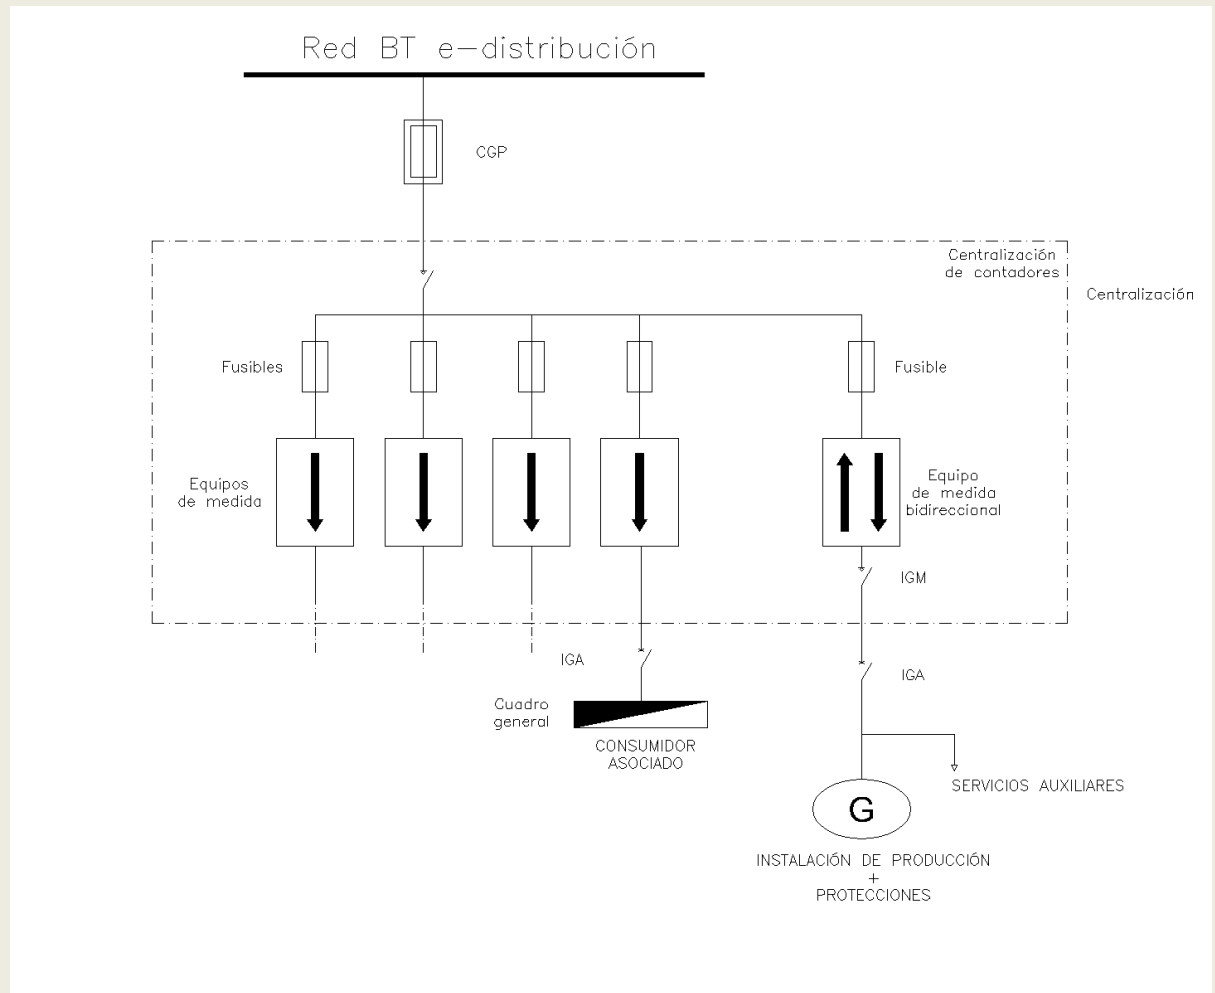 Red BT e-distribución
CGP
Centralización
de contadores
Centralización
Fusibles
Fusible
Equipos
de medida
Equipo
de medida
bidireccional
IGM
IGA
IGA
Cuadro
general
CONSUMIDOR
ASOCIADO
SERVICIOS AUXILIARES
G
INSTALACIÓN DE PRODUCCIÓN
+
PROTECCIONES